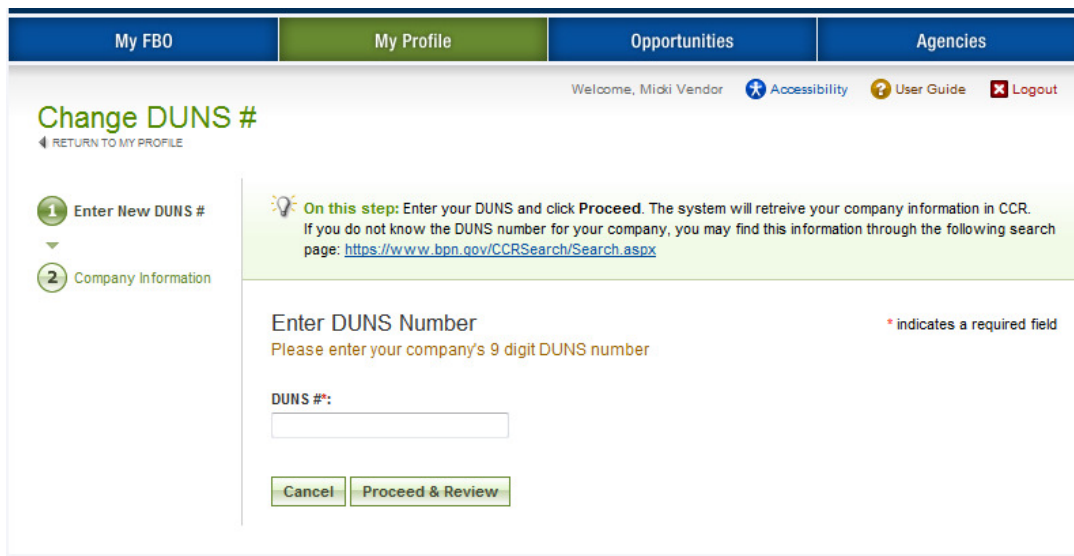 My FBO
My Profile
Opportunities
Agencies
Welcome, Micki Vendor
Accessibility
? User Guide
Logout
Change DUNS #
RETURN TO MY PROFILE
1 Enter New DUNS #
2 Company Information
On this step: Enter your DUNS and click Proceed. The system will retreive your company information in CCR.
If you do not know the DUNS number for your company, you may find this information through the following search
page: https://www.bpn.gov/CCRSearch/Search.aspx
Enter DUNS Number
* indicates a required field
Please enter your company's 9 digit DUNS number
DUNS #*:
Cancel
Proceed & Review